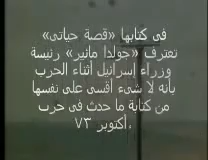 فى كتابها «قصة حياتى»
تعترف «جولدا مائير» رئيسة
وزراء إسرائيل أثناء الحرب
بأنه لا شىء أقسى على نفسها
من كتابة ما حدث فى حرب
أكتوبر ٧٣.